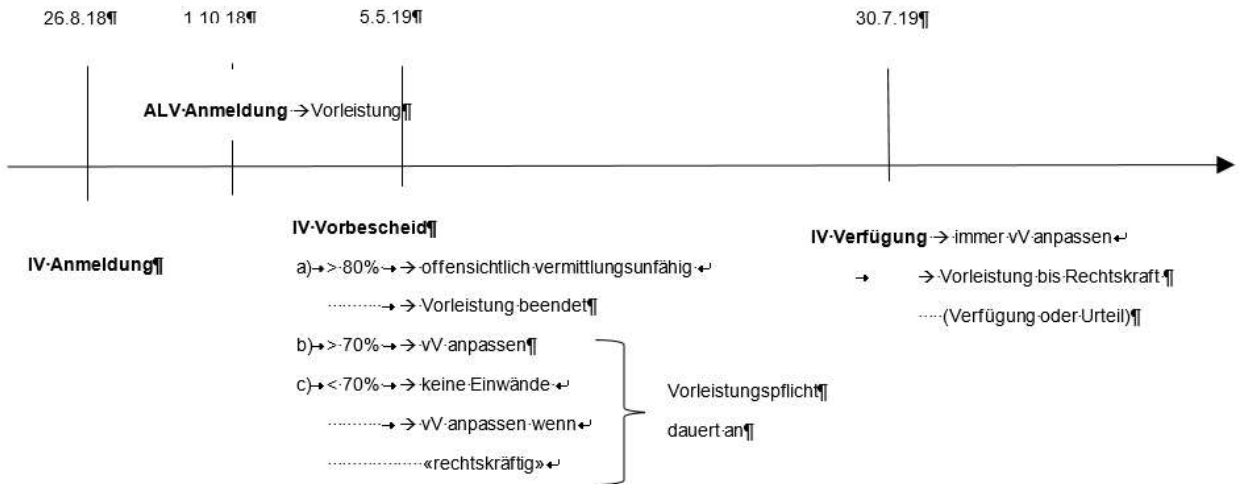 26.8.18¶ 1 10 18¶ 5.5.19¶ 30.7.19¶
ALV·Anmeldung·→Vorleistung¶
IV·Anmeldung¶
IV·Vorbescheid¶
a)→>·80%·→→·offensichtlich·vermittlungsunfähig·↵
··········→→·Vorleistung·beendet¶
b)→>·70%·→→·vV·anpassen¶
c)→<·70%·→→·keine·Einwände·↵
··········→→·vV·anpassen·wenn↵
··················«rechtskräftig»↵
Vorleistungspflicht¶
dauert·an¶
IV·Verfügung·→·immer·vV·anpassen↵
→ →·Vorleistung·bis·Rechtskraft·¶
·····(Verfügung·oder·Urteil)¶